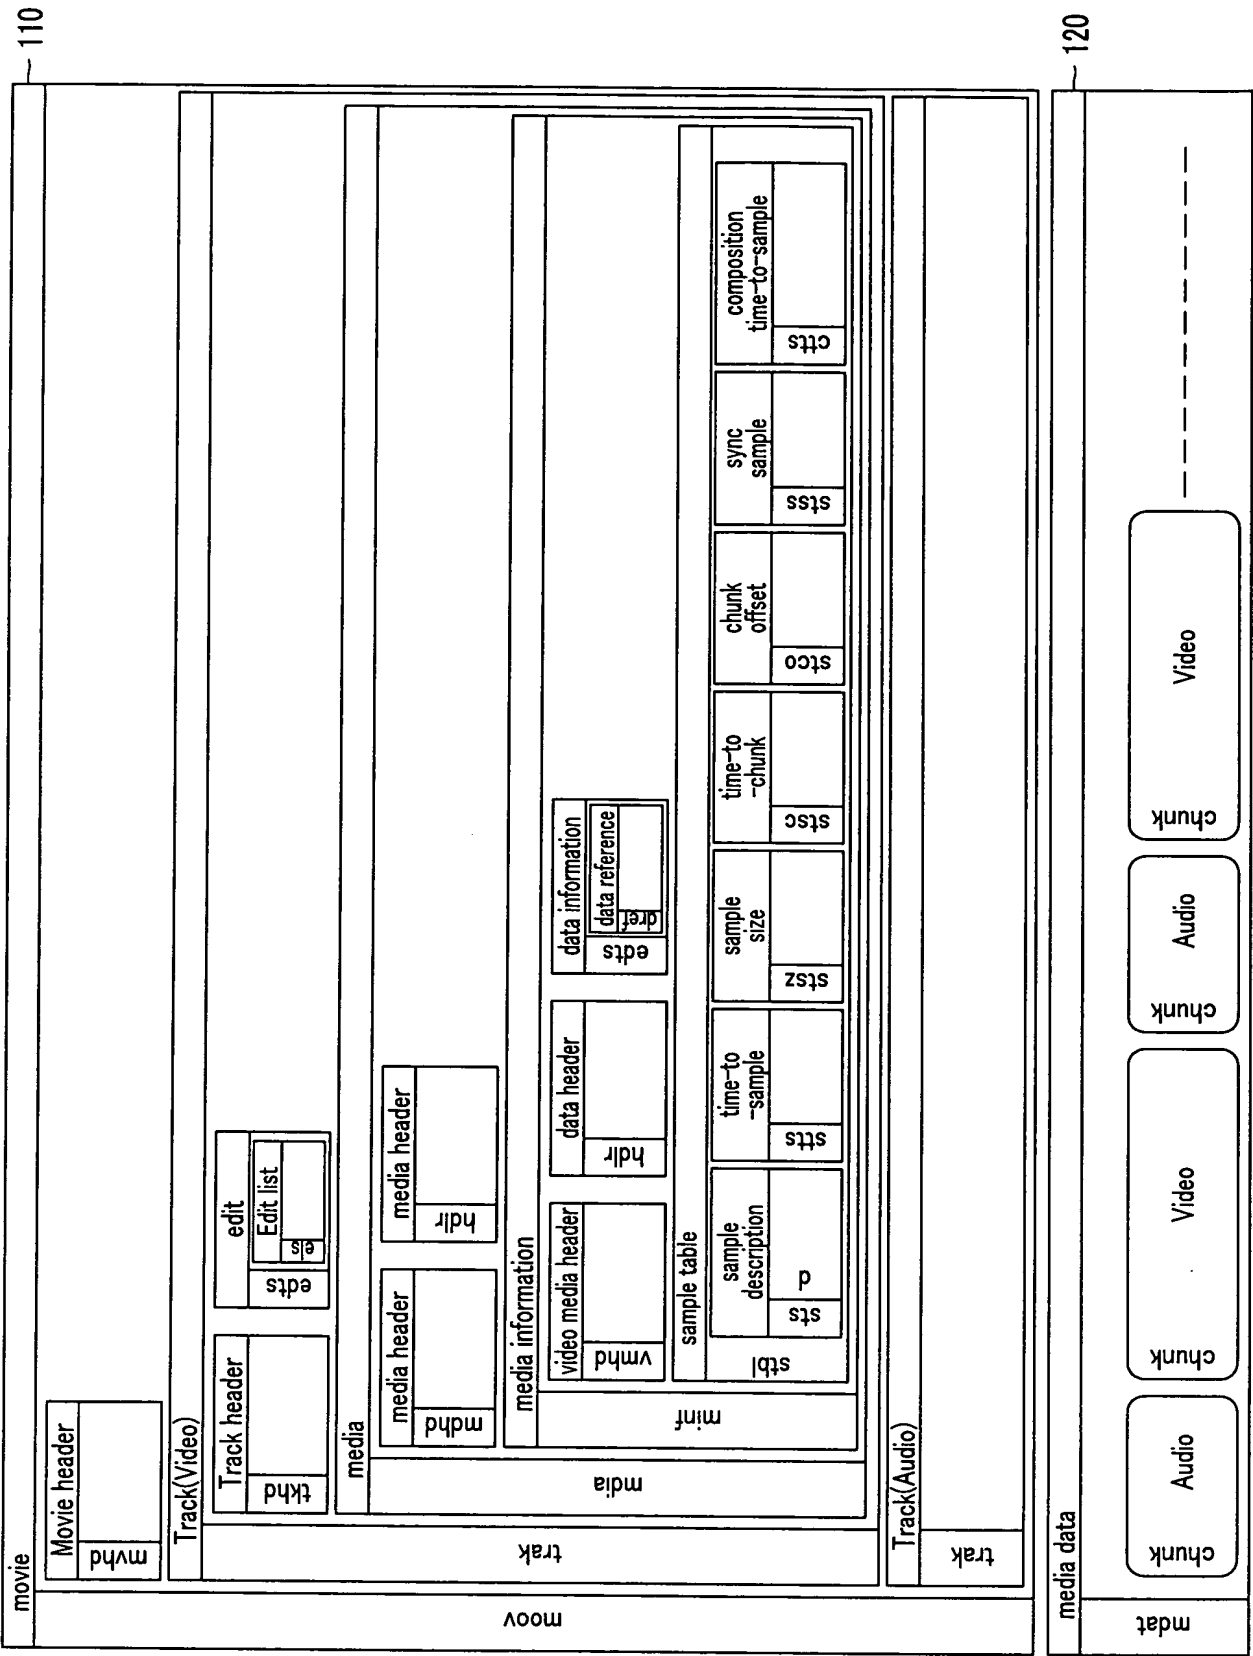 110
movie
moov
Movie header
mvhd
Track(Video)
trak
Track header
tkhd
edit
edts
Edit list
els
media
mdia
media header
mdhd
media header
hdlr
media information
minf
video media header
vmhd
data header
hdlr
data information
edts
data reference
dref
sample table
stbl
sample
description
sts
d
time-to
-sample
stts
sample
size
stsz
time-to
-chunk
stsc
chunk
offset
stco
sync
sample
stss
composition
time-to-sample
ctts
Track(Audio)
trak
120
media data
mdat
Audio
chunk
Video
chunk
Audio
chunk
Video
chunk